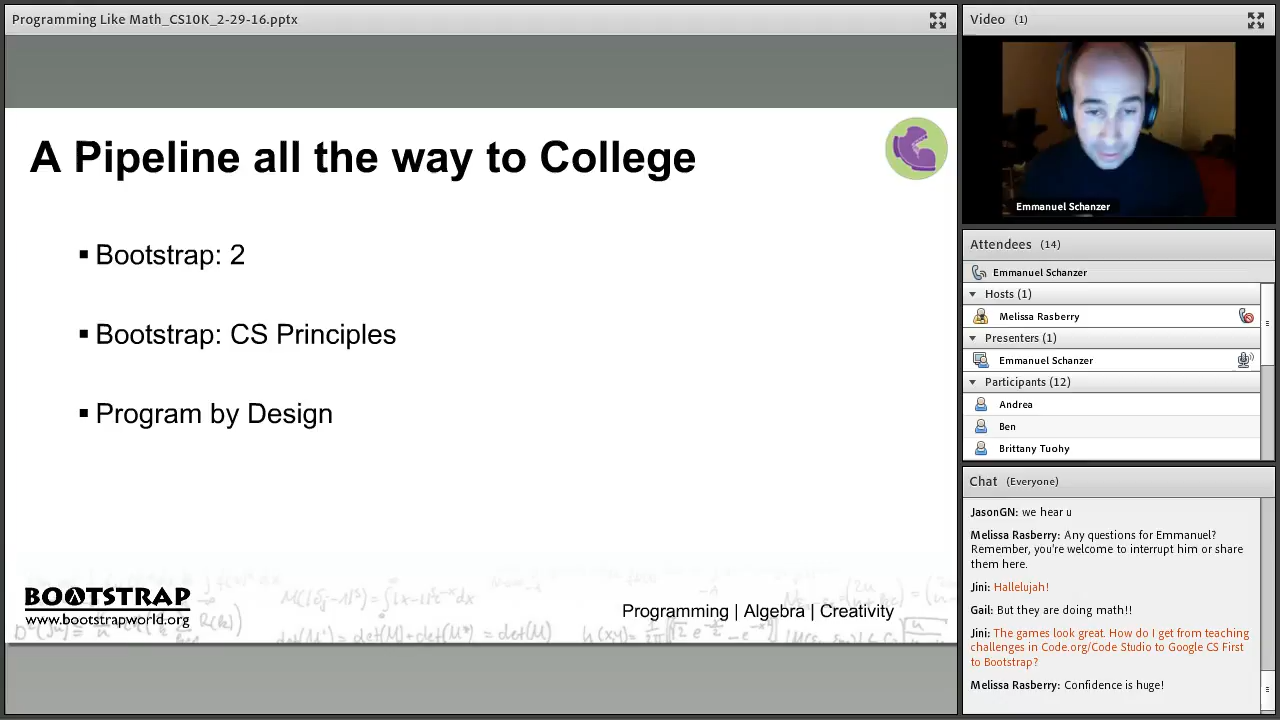 Programming Like Math_CS10K_2-29-16.pptx
A Pipeline all the way to College
▪ Bootstrap: 2
▪ Bootstrap: CS Principles
▪ Program by Design
BOOTSTRAP
www.bootstrapworld.org
Programming | Algebra | Creativity
Video (1)
Emmanuel Schanzer
Attendees (14)
Emmanuel Schanzer
Hosts (1)
Melissa Rasberry
Presenters (1)
Emmanuel Schanzer
Participants (12)
Andrea
Ben
Brittany Tuohy
Chat (Everyone)
JasonGN: we hear u
Melissa Rasberry: Any questions for Emmanuel?
Remember, you're welcome to interrupt him or share
them here.
Jini: Hallelujah!
Gail: But they are doing math!!
Jini: The games look great. How do I get from teaching
challenges in Code.org/Code Studio to Google CS First
to Bootstrap?
Melissa Rasberry: Confidence is huge!